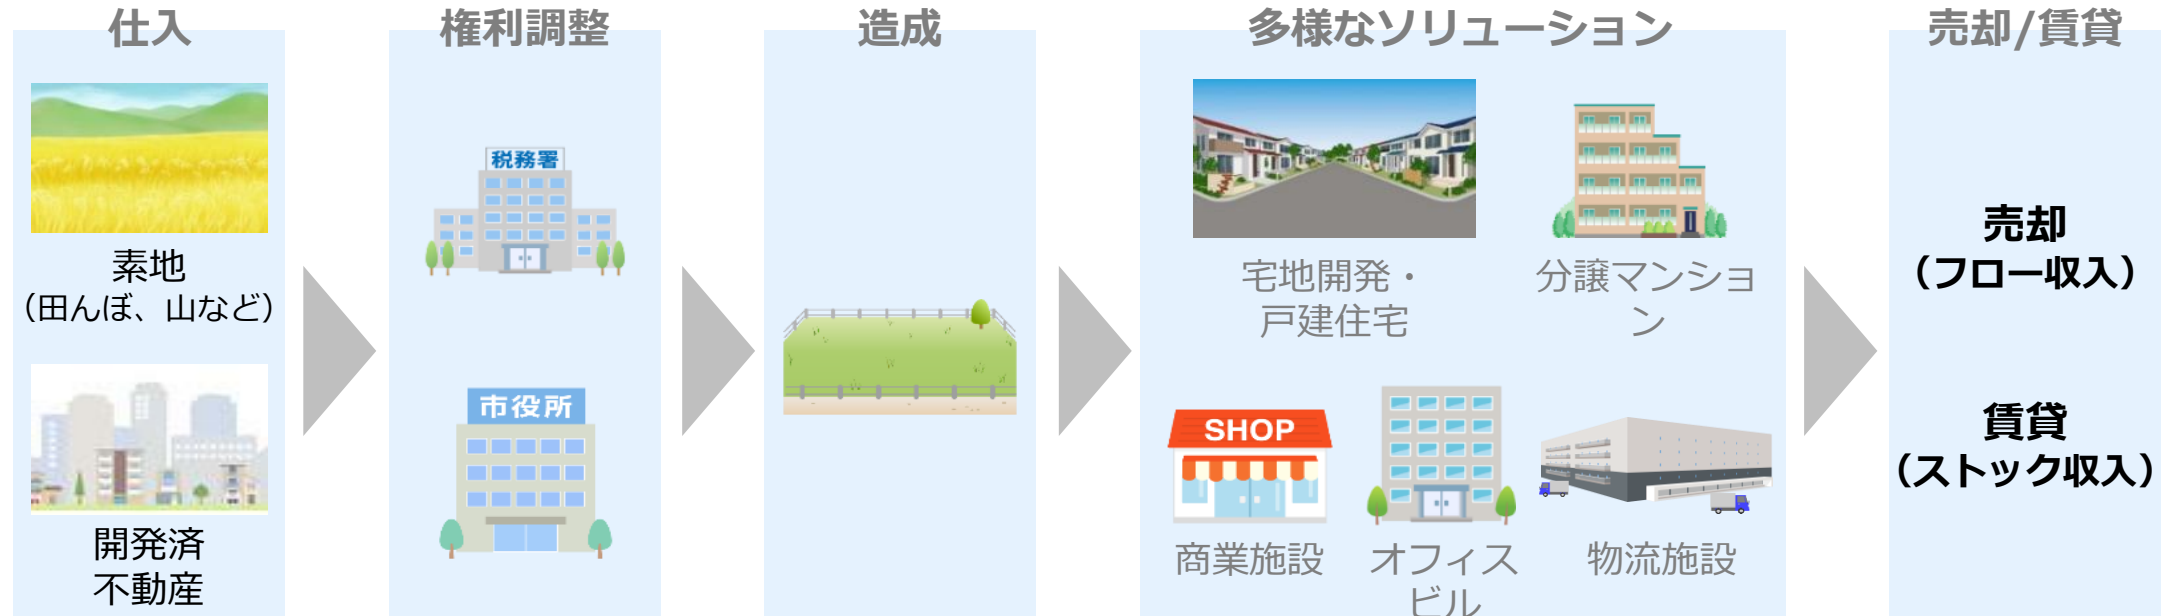 仕入
素地
（田んぼ、山など）
開発済
不動産
権利調整
税務署
市役所
造成
多様なソリューション
宅地開発・
戸建住宅
分譲マンショ
ン
SHOP
商業施設
オフィス
ビル
物流施設
売却/賃貸
売却
（フロー収入）
賃貸
（ストック収入）